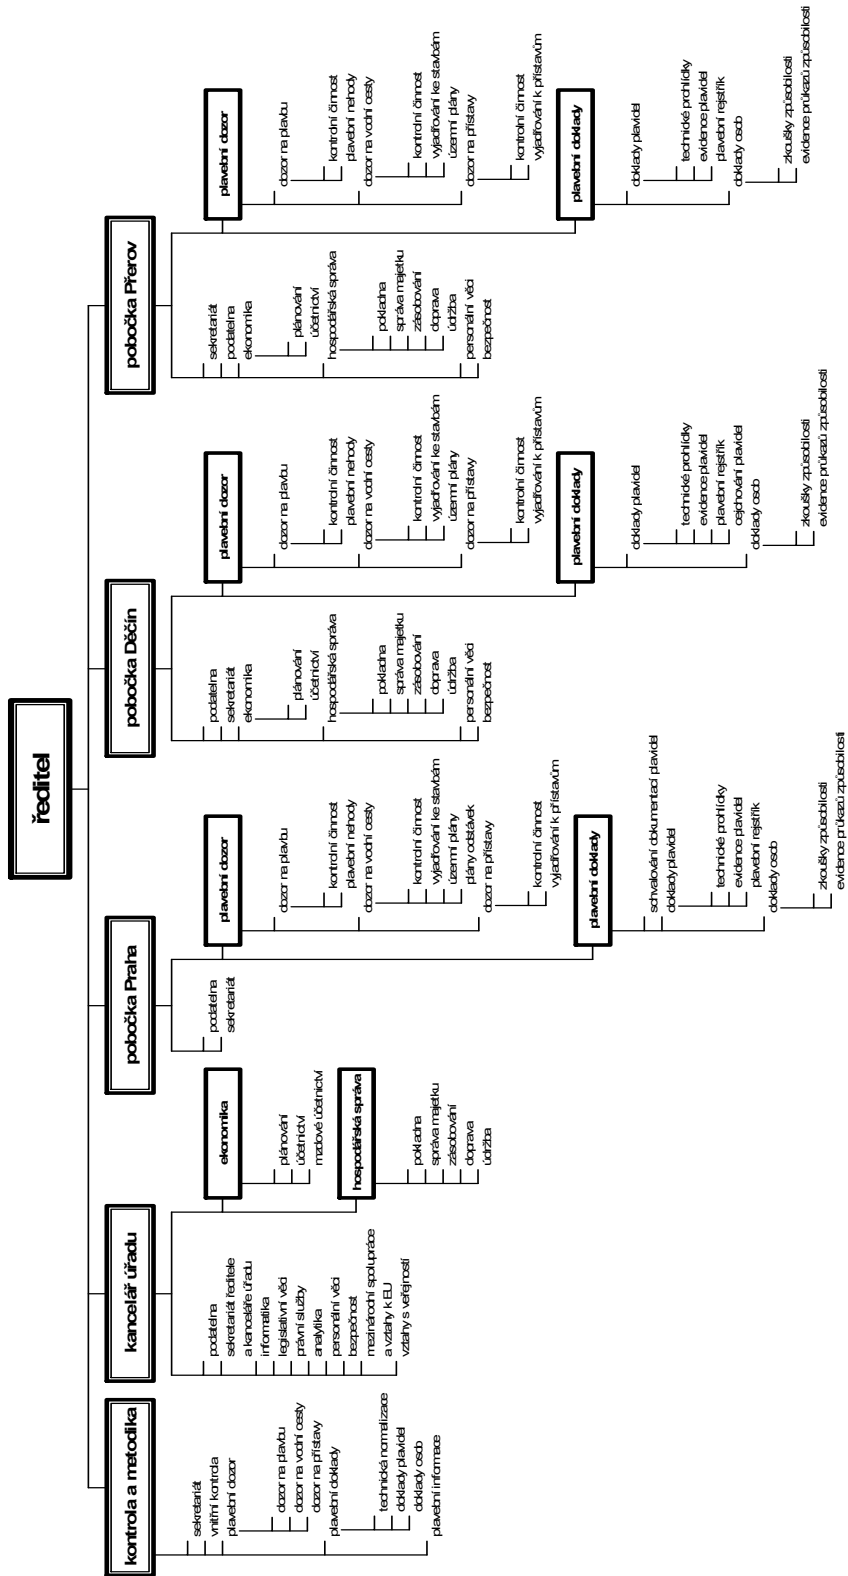 ředitel
kontrola a metodika
sekretariát
vnitřní kontrola
plavební dozor
dozor na plavbu
dozor na vodní cesty
dozor na přístavy
plavební doklady
technická normalizace
doklady plavidel
doklady osob
plavební informace
kancelář úřadu
podatelna
sekretariát ředitele
a kanceláře úřadu
informatika
legislativní věci
právní služby
analytika
personální věci
bezpečnost
mezinárodní spolupráce
a vztahy k EU
vztahy s veřejností
ekonomika
plánování
účetnictví
mzdové účetnictví
hospodářská správa
pokladna
správa majetku
zásobování
doprava
údržba
pobočka Praha
podatelna
sekretariát
plavební dozor
dozor na plavbu
kontrolní činnost
plavební nehody
dozor na vodní cesty
kontrolní činnost
vyjadřování ke stavbám
územní plány
plány odstávek
dozor na přístavy
kontrolní činnost
vyjadřování k přístavům
plavební doklady
schvalování dokumentací plavidel
doklady plavidel
technické prohlídky
evidence plavidel
plavební rejstřík
doklady osob
zkoušky způsobilosti
evidence průkazů způsobilosti
pobočka Děčín
podatelna
sekretariát
ekonomika
plánování
účetnictví
hospodářská správa
pokladna
správa majetku
zásobování
doprava
údržba
personální věci
bezpečnost
plavební dozor
dozor na plavbu
kontrolní činnost
plavební nehody
dozor na vodní cesty
kontrolní činnost
vyjadřování ke stavbám
územní plány
dozor na přístavy
kontrolní činnost
vyjadřování k přístavům
plavební doklady
doklady plavidel
technické prohlídky
evidence plavidel
plavební rejstřík
cejchování plavidel
doklady osob
zkoušky způsobilosti
evidence průkazů způsobilosti
pobočka Přerov
sekretariát
podatelna
ekonomika
plánování
účetnictví
hospodářská správa
pokladna
správa majetku
zásobování
doprava
údržba
personální věci
bezpečnost
plavební dozor
dozor na plavbu
kontrolní činnost
plavební nehody
dozor na vodní cesty
kontrolní činnost
vyjadřování ke stavbám
územní plány
dozor na přístavy
kontrolní činnost
vyjadřování k přístavům
plavební doklady
doklady plavidel
technické prohlídky
evidence plavidel
plavební rejstřík
doklady osob
zkoušky způsobilosti
evidence průkazů způsobilosti